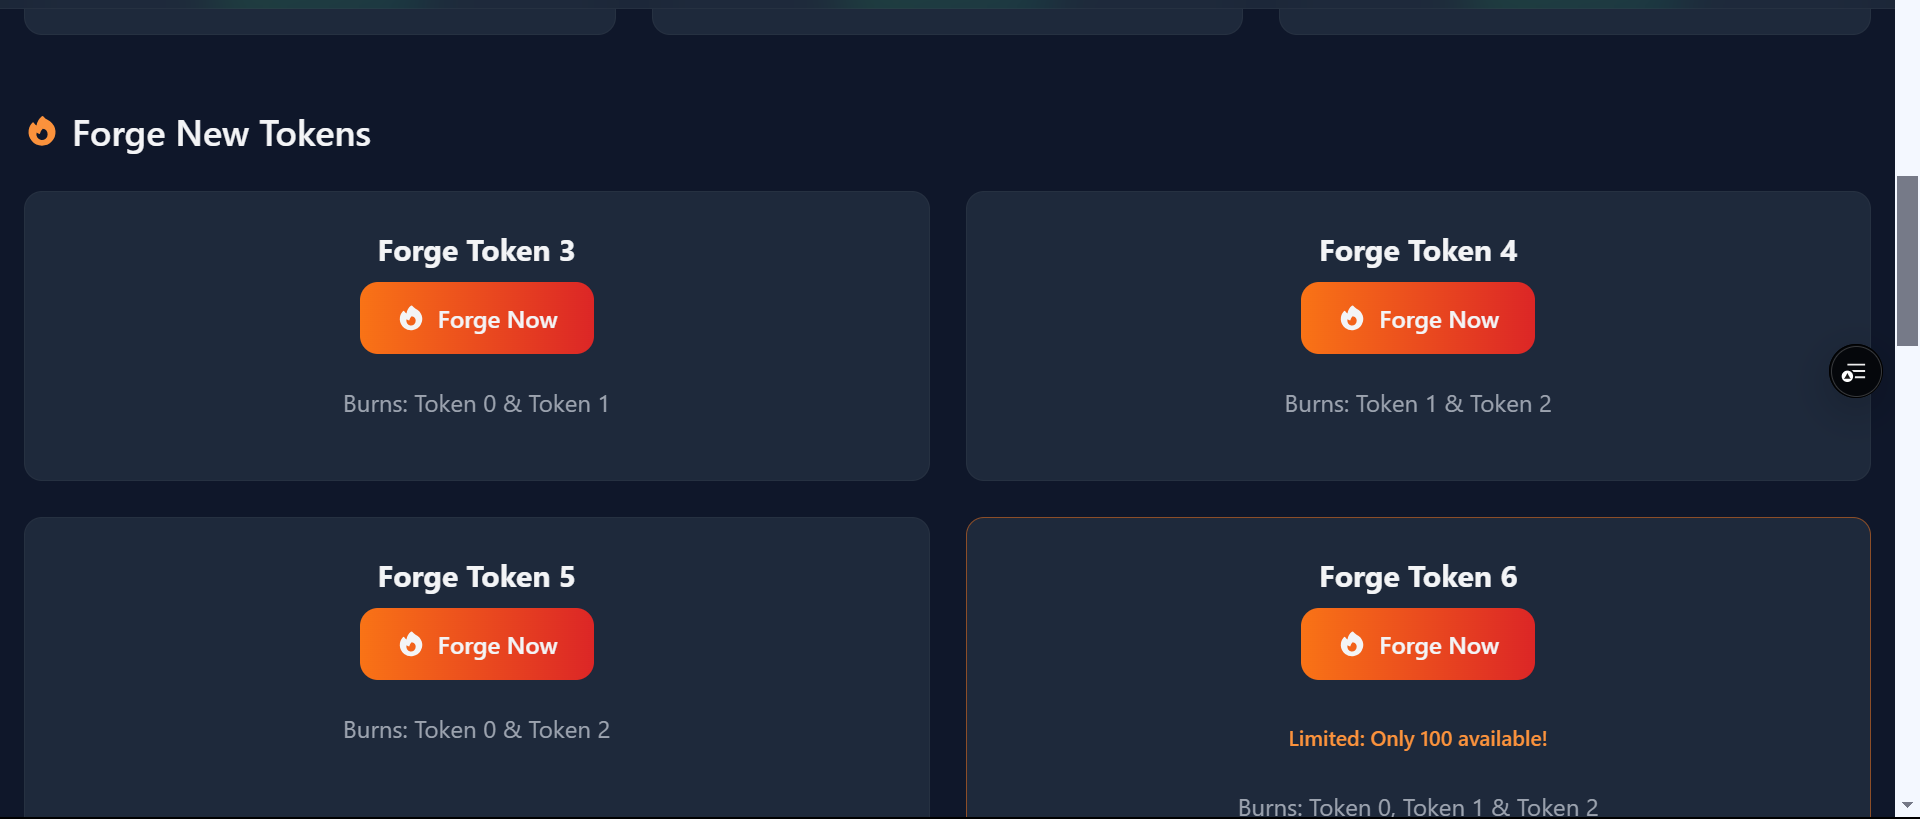 Forge New Tokens
Forge Token 3
Forge Now
Burns: Token 0 & Token 1
Forge Token 4
Forge Now
Burns: Token 1 & Token 2
Forge Token 5
Forge Now
Burns: Token 0 & Token 2
Forge Token 6
Forge Now
Limited: Only 100 available!
Burns: Token 0, Token 1 & Token 2